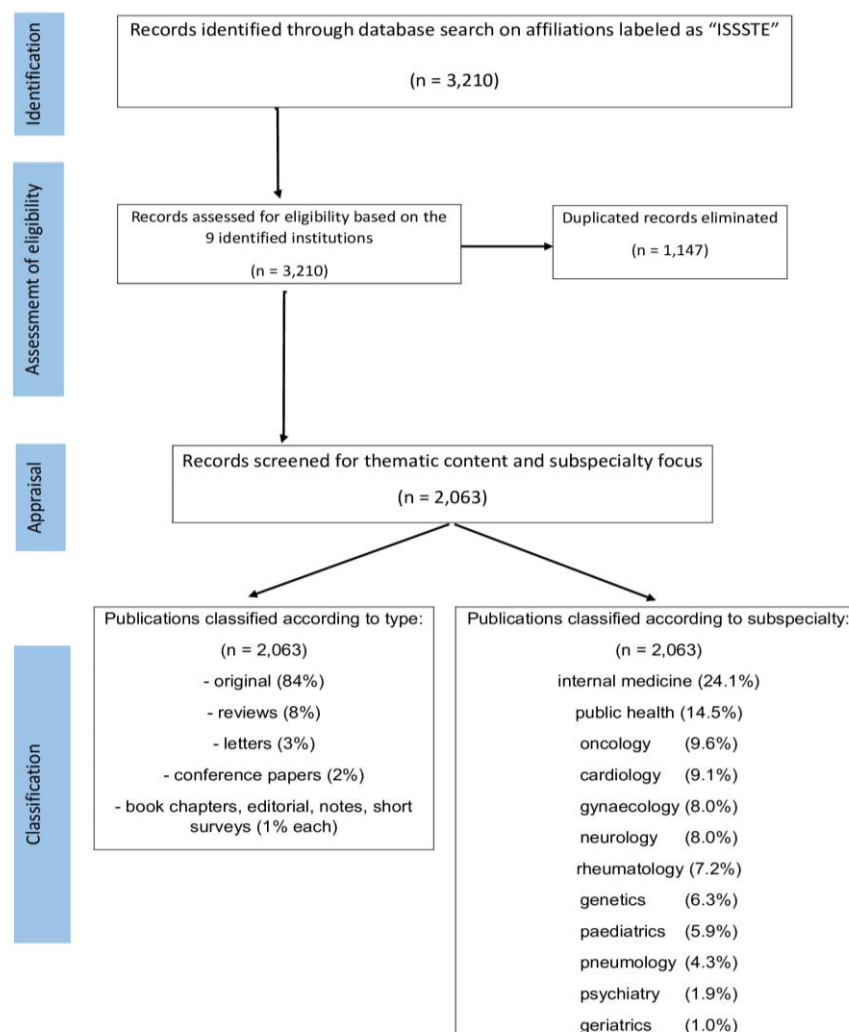 Identification
Records identified through database search on affiliations labeled as “ISSSTE”
(n = 3,210)
Assessmemt of eligibility
Records assessed for eligibility based on the
9 identified institutions
(n = 3,210)
Duplicated records eliminated
(n = 1,147)
Appraisal
Records screened for thematic content and subspecialty focus
(n = 2,063)
Classification
Publications classified according to type:
(n = 2,063)
- original (84%)
- reviews (8%)
- letters (3%)
- conference papers (2%)
- book chapters, editorial, notes, short
surveys (1% each)
Publications classified according to subspecialty:
(n = 2,063)
internal medicine (24.1%)
public health (14.5%)
oncology (9.6%)
cardiology (9.1%)
gynaecology (8.0%)
neurology (8.0%)
rheumatology (7.2%)
genetics (6.3%)
paediatrics (5.9%)
pneumology (4.3%)
psychiatry (1.9%)
geriatrics (1.0%)